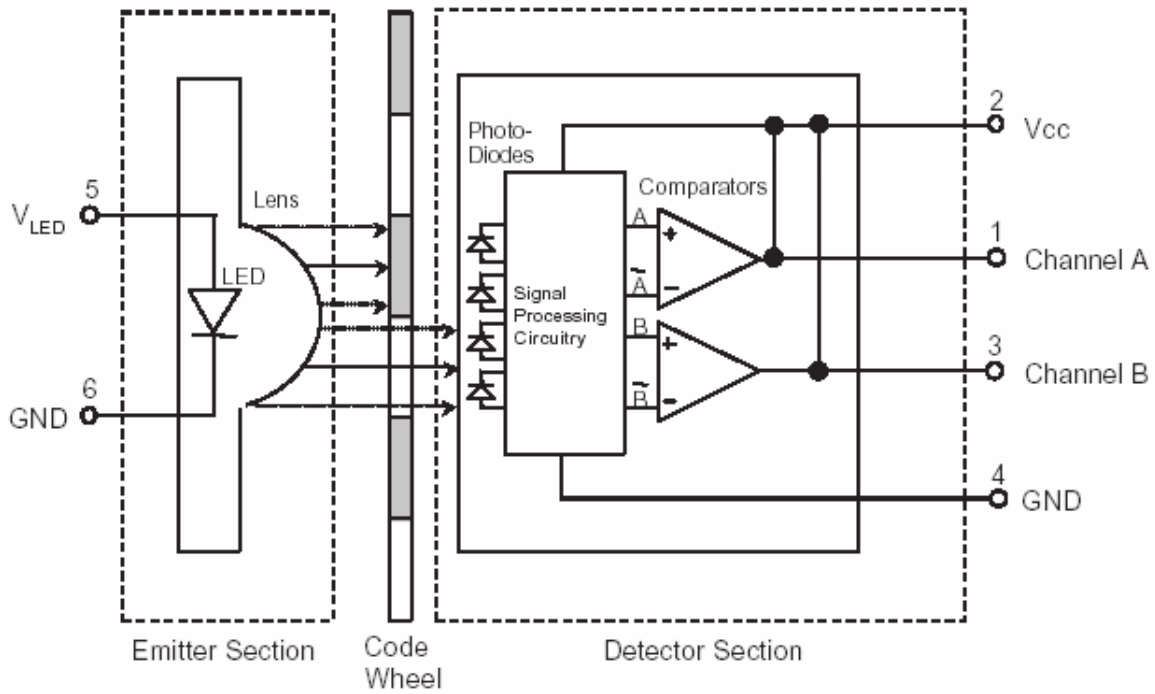 5
V LED
6
GND
Lens
LED
Photo-
Diodes
Signal
Processing
Circuitry
Comparators
A
+
~
A
−
B
+
~
B
−
2
Vcc
1
Channel A
3
Channel B
4
GND
Emitter Section
Code
Wheel
Detector Section